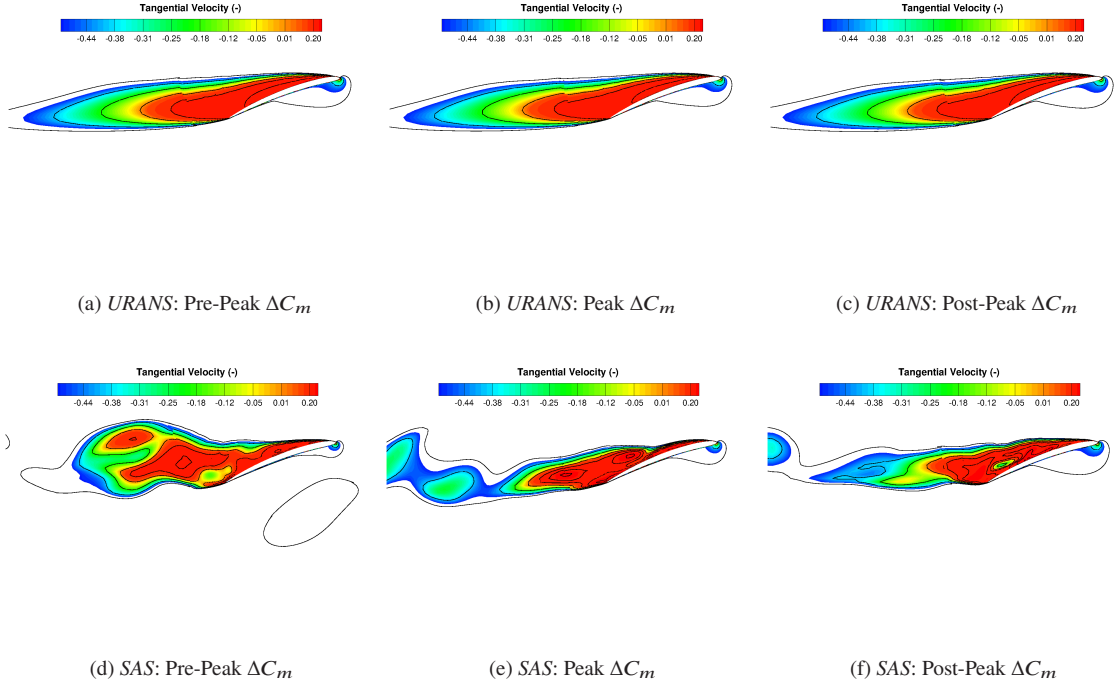 Tangential Velocity (-) Tangential Velocity (-) Tangential Velocity (-)
-0.44 -0.38 -0.31 -0.25 -0.18 -0.12 -0.05 0.01 0.20 -0.44 -0.38 -0.31 -0.25 -0.18 -0.12 -0.05 0.01 0.20 -0.44 -0.38 -0.31 -0.25 -0.18 -0.12 -0.05 0.01 0.20
(a) URANS: Pre-Peak ΔCm (b) URANS: Peak ΔCm (c) URANS: Post-Peak ΔCm
Tangential Velocity (-) Tangential Velocity (-) Tangential Velocity (-)
-0.44 -0.38 -0.31 -0.25 -0.18 -0.12 -0.05 0.01 0.20 -0.44 -0.38 -0.31 -0.25 -0.18 -0.12 -0.05 0.01 0.20 -0.44 -0.38 -0.31 -0.25 -0.18 -0.12 -0.05 0.01 0.20
(d) SAS: Pre-Peak ΔCm (e) SAS: Peak ΔCm (f) SAS: Post-Peak ΔCm